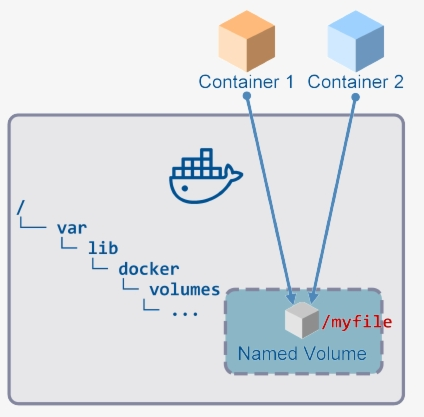 Container 1
Container 2
/
var
lib
docker
volumes
...
/myfile
Named Volume